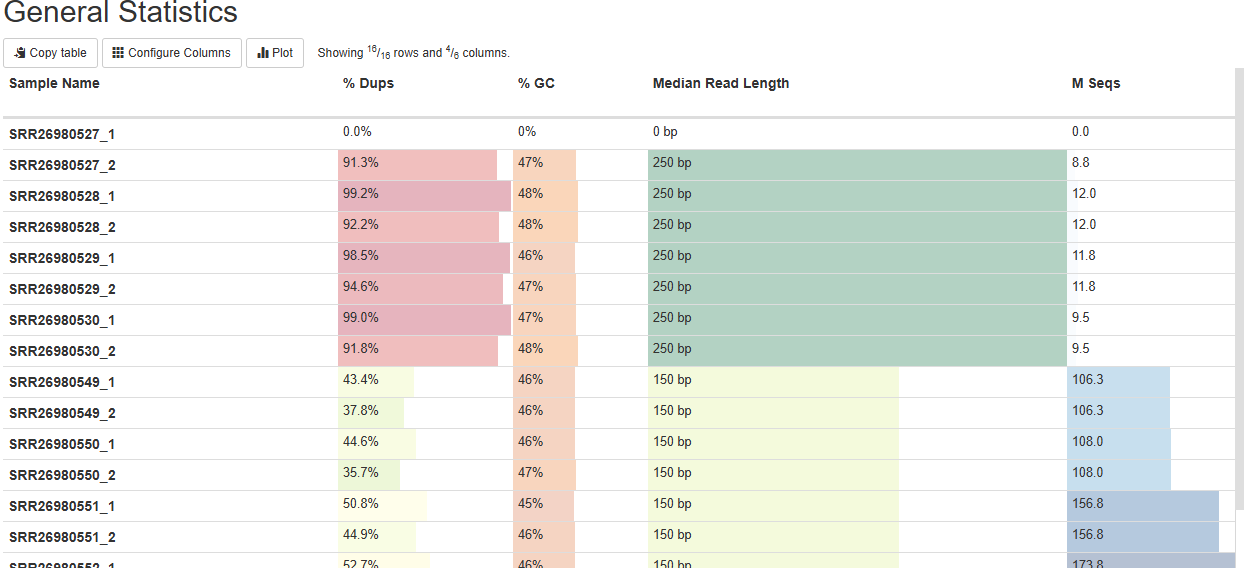 General Statistics
Copy table Configure Columns Plot Showing 16/16 rows and 4/6 columns.
Sample Name % Dups % GC Median Read Length M Seqs
SRR26980527_1 0.0% 0% 0 bp 0.0
SRR26980527_2 91.3% 47% 250 bp 8.8
SRR26980528_1 99.2% 48% 250 bp 12.0
SRR26980528_2 92.2% 48% 250 bp 12.0
SRR26980529_1 98.5% 46% 250 bp 11.8
SRR26980529_2 94.6% 47% 250 bp 11.8
SRR26980530_1 99.0% 47% 250 bp 9.5
SRR26980530_2 91.8% 48% 250 bp 9.5
SRR26980549_1 43.4% 46% 150 bp 106.3
SRR26980549_2 37.8% 46% 150 bp 106.3
SRR26980550_1 44.6% 46% 150 bp 108.0
SRR26980550_2 35.7% 47% 150 bp 108.0
SRR26980551_1 50.8% 45% 150 bp 156.8
SRR26980551_2 44.9% 46% 150 bp 156.8
SRR26980552_1 52.7% 46% 150 bp 173.8